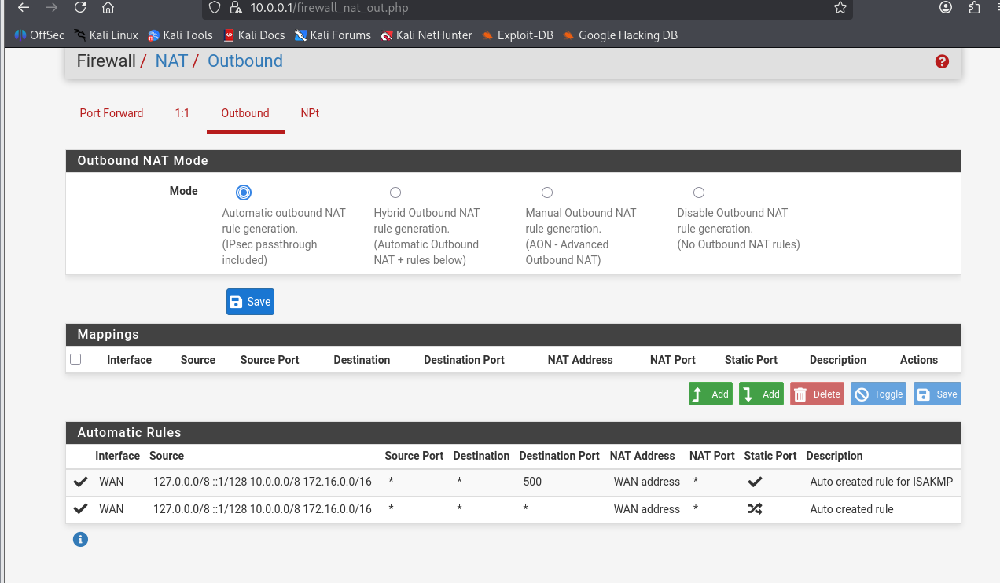 10.0.0.1/firewall_nat_out.php
OffSec Kali Linux Kali Tools Kali Docs Kali Forums Kali NetHunter Exploit-DB Google Hacking DB
Firewall / NAT / Outbound
Port Forward 1:1 Outbound NPt
Outbound NAT Mode
Mode
Automatic outbound NAT
rule generation.
(IPsec passthrough
included)
Hybrid Outbound NAT
rule generation.
(Automatic Outbound
NAT + rules below)
Manual Outbound NAT
rule generation.
(AON - Advanced
Outbound NAT)
Disable Outbound NAT
rule generation.
(No Outbound NAT rules)
Save
Mappings
Interface Source Source Port Destination Destination Port NAT Address NAT Port Static Port Description Actions
Add Add Delete Toggle Save
Automatic Rules
Interface Source Source Port Destination Destination Port NAT Address NAT Port Static Port Description
WAN 127.0.0.0/8 ::1/128 10.0.0.0/8 172.16.0.0/16 * * 500 WAN address * Auto created rule for ISAKMP
WAN 127.0.0.0/8 ::1/128 10.0.0.0/8 172.16.0.0/16 * * * WAN address * Auto created rule